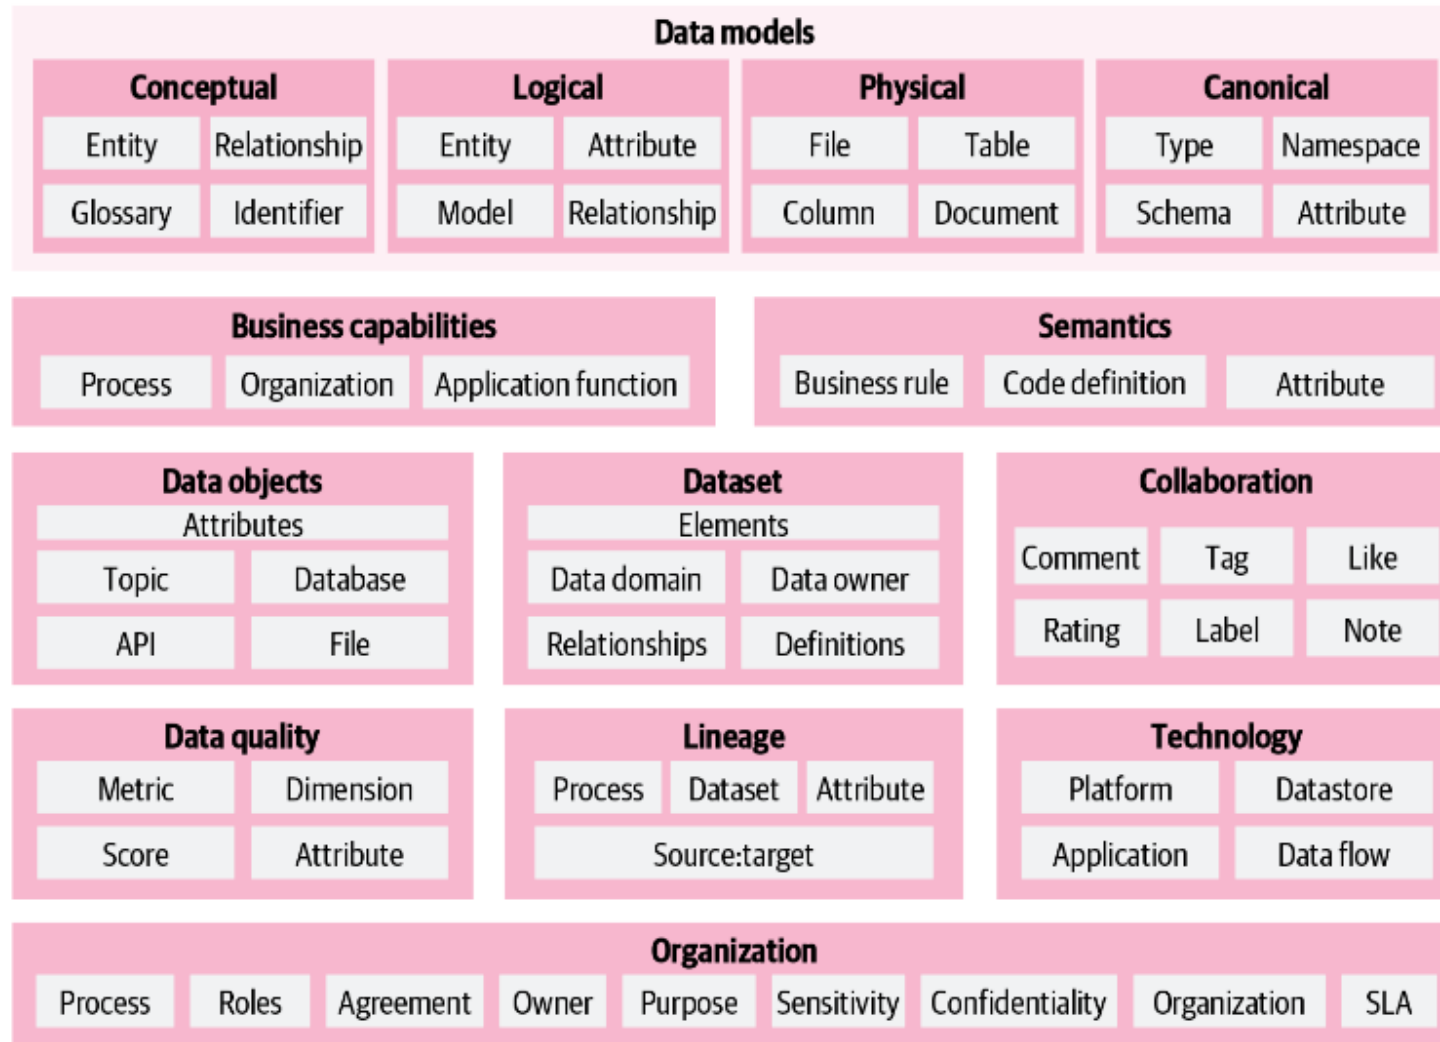 Data models
Conceptual
Entity Relationship
Glossary Identifier
Logical
Entity Attribute
Model Relationship
Physical
File Table
Column Document
Canonical
Type Namespace
Schema Attribute
Business capabilities
Process Organization Application function
Semantics
Business rule Code definition Attribute
Data objects
Attributes
Topic Database
API File
Dataset
Elements
Data domain Data owner
Relationships Definitions
Collaboration
Comment Tag Like
Rating Label Note
Data quality
Metric Dimension
Score Attribute
Lineage
Process Dataset Attribute
Source:target
Technology
Platform Datastore
Application Data flow
Organization
Process Roles Agreement Owner Purpose Sensitivity Confidentiality Organization SLA